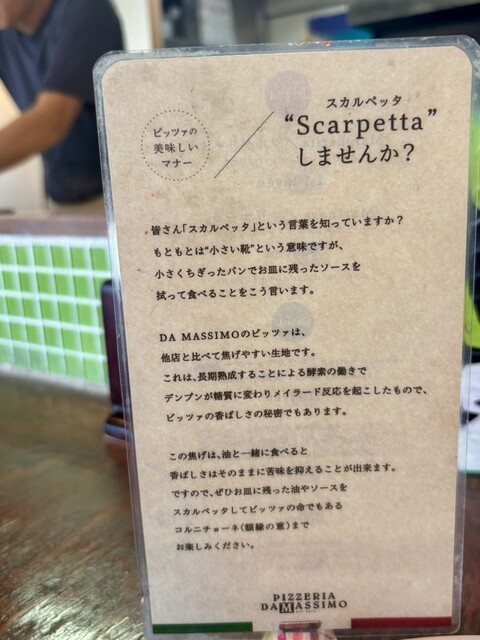 ピッツァの
美味しい
マナー
スカルペッタ
“Scarpetta”
しませんか？
皆さん「スカルペッタ」という言葉を知っていますか？
もともとは“小さい靴”という意味ですが、
小さくちぎったパンでお皿に残ったソースを
拭って食べることをこう言います。
DA MASSIMOのピッツァは、
他店と比べて焦げやすい生地です。
これは、長期熟成することによる酵素の働きで
デンプンが糖質に変わりメイラード反応を起こしたもので、
ピッツァの香ばしさの秘密でもあります。
この焦げは、油と一緒に食べると
香ばしさはそのままに苦味を抑えることが出来ます。
ですので、ぜひお皿に残った油やソースを
スカルペッタしてピッツァの命でもある
コルニチョーネ（額縁の意）まで
お楽しみください。
PIZZERIA
DA MASSIMO